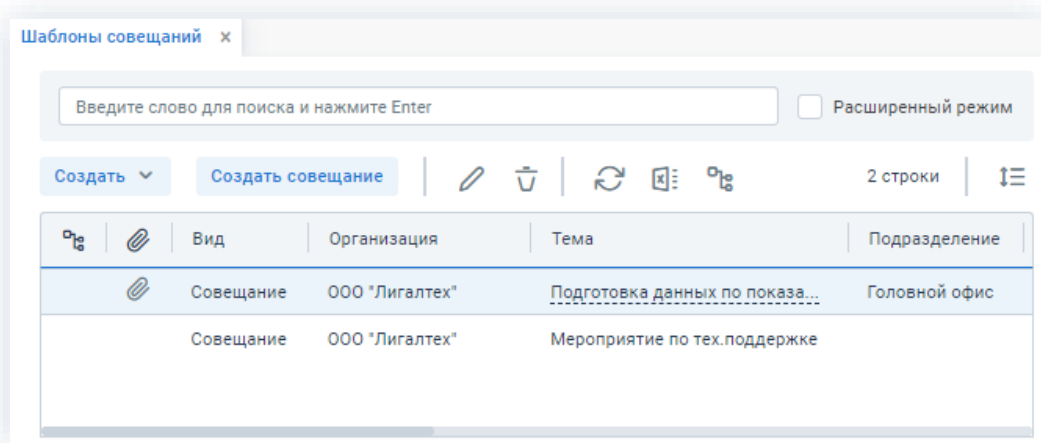 Шаблоны совещаний ×
Введите слово для поиска и нажмите Enter Расширенный режим
Создать Создать совещание 2 строки
Вид Организация Тема Подразделение
Совещание ООО "Лигалтех" Подготовка данных по показа... Головной офис
Совещание ООО "Лигалтех" Мероприятие по тех.поддержке